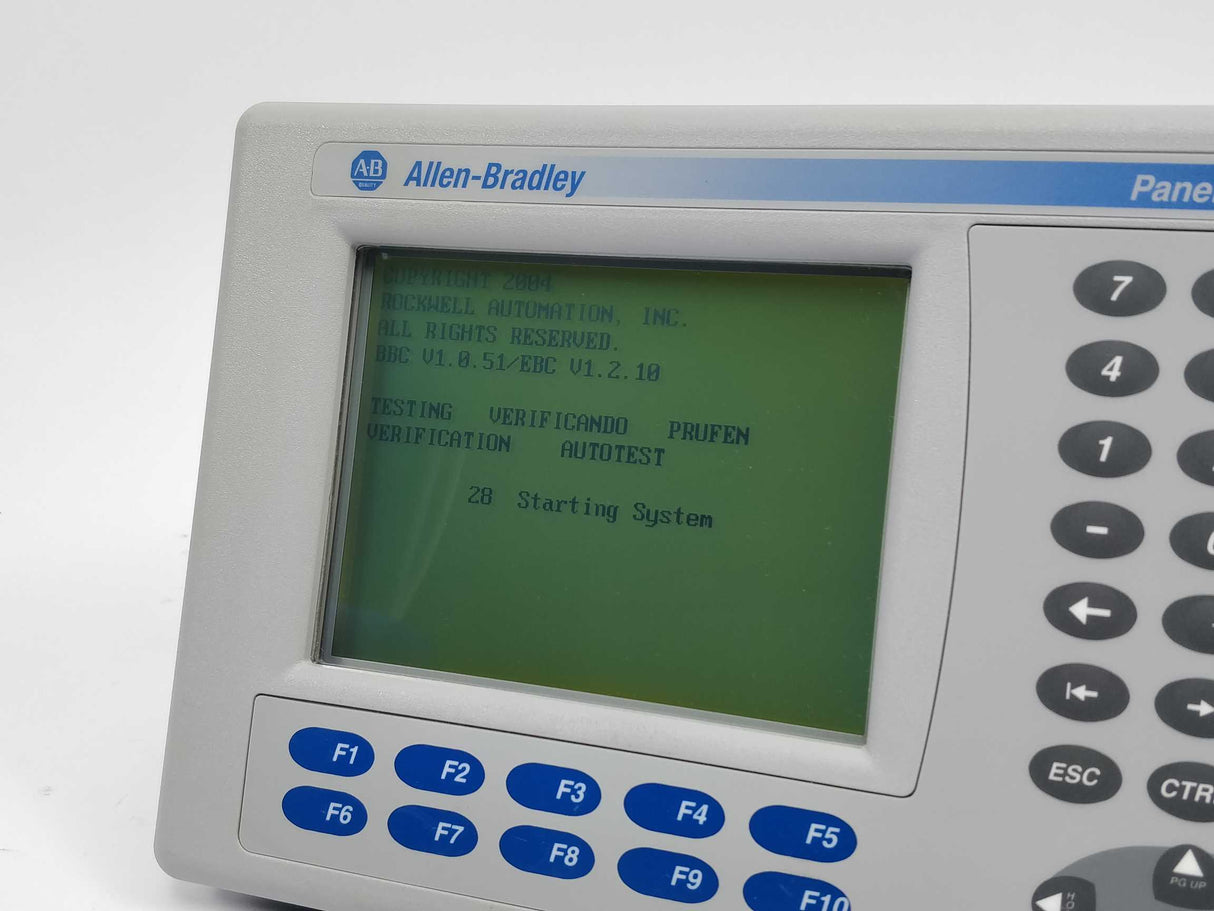 A·B
QUALITY
Allen-Bradley
Pane
COPYRIGHT 2004
ROCKWELL AUTOMATION, INC.
ALL RIGHTS RESERVED.
BBC V1.0.51/EBC V1.2.10
TESTING VERIFICANDO PRUFEN
VERIFICATION AUTOTEST
28 Starting System
7
4
1
-
ESC
CTR
F1 F2 F3 F4 F5
F6 F7 F8 F9 F10
PG UP
HO